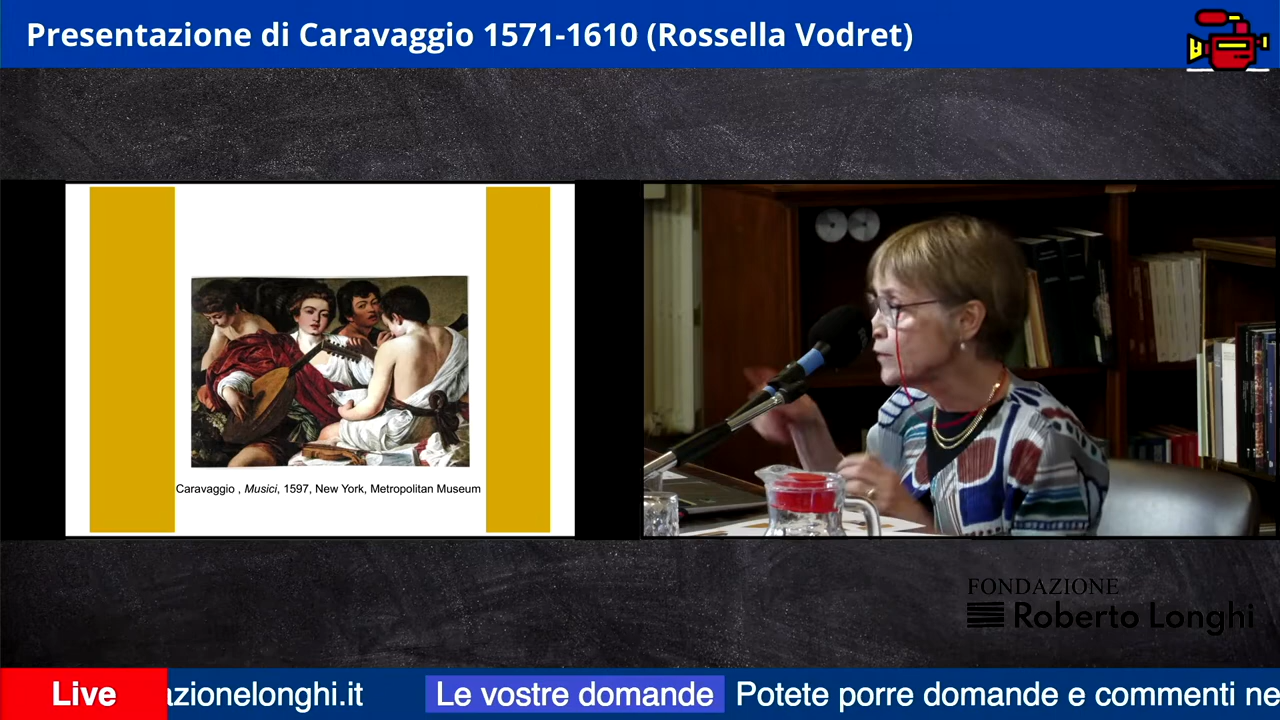 Presentazione di Caravaggio 1571-1610 (Rossella Vodret)
Caravaggio , Musici, 1597, New York, Metropolitan Museum
FONDAZIONE
Roberto Longhi
Live
azionelonghi.it
Le vostre domande
Potete porre domande e commenti ne